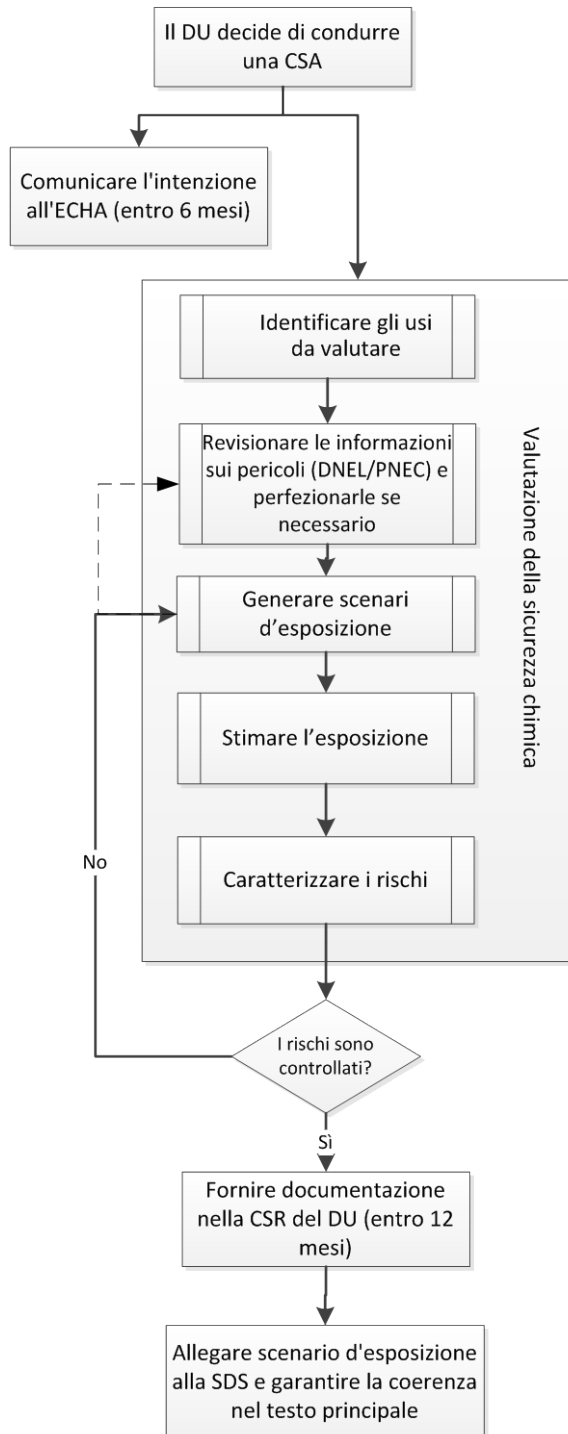 Il DU decide di condurre
una CSA
Comunicare l'intenzione
all'ECHA (entro 6 mesi)
Identificare gli usi
da valutare
Revisionare le informazioni
sui pericoli (DNEL/PNEC) e
perfezionarle se
necessario
Generare scenari
d’esposizione
Stimare l’esposizione
Caratterizzare i rischi
Valutazione della sicurezza chimica
No
I rischi sono
controllati?
Sì
Fornire documentazione
nella CSR del DU (entro 12
mesi)
Allegare scenario d'esposizione
alla SDS e garantire la coerenza
nel testo principale